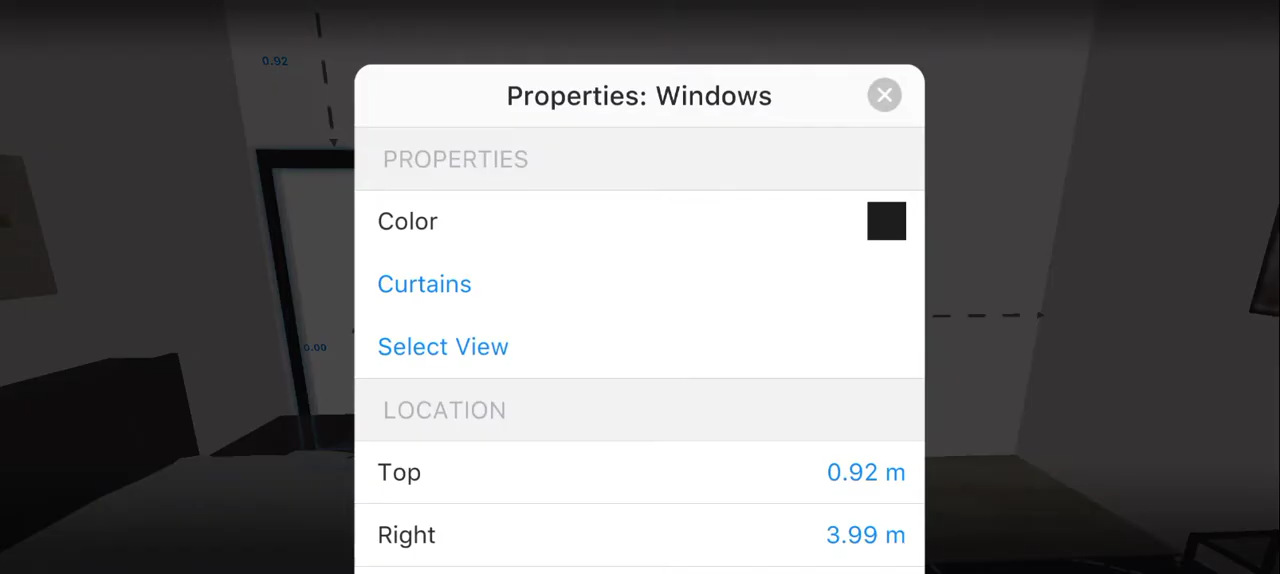 0.92
Properties: Windows
PROPERTIES
Color
Curtains
0.00
Select View
LOCATION
Top 0.92 m
Right 3.99 m